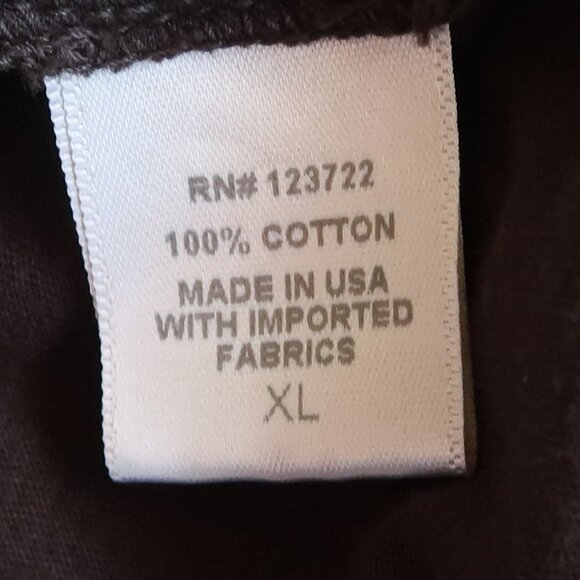 RN# 123722
100% COTTON
MADE IN USA
WITH IMPORTED
FABRICS
XL